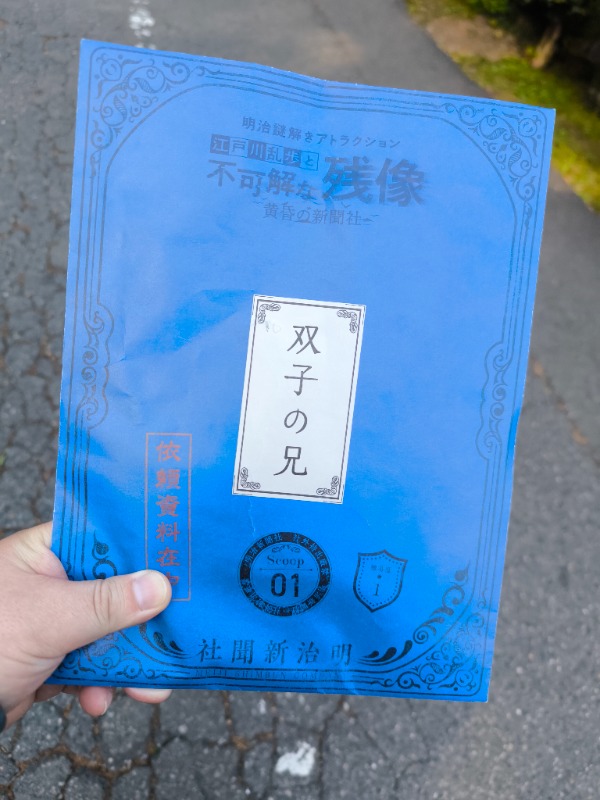 明治謎解きアトラクション
江戸川乱歩と
不可解な残像
黄昏の新聞社
双子の兄
依頼資料在中
Scoop
01
1
社聞新治明